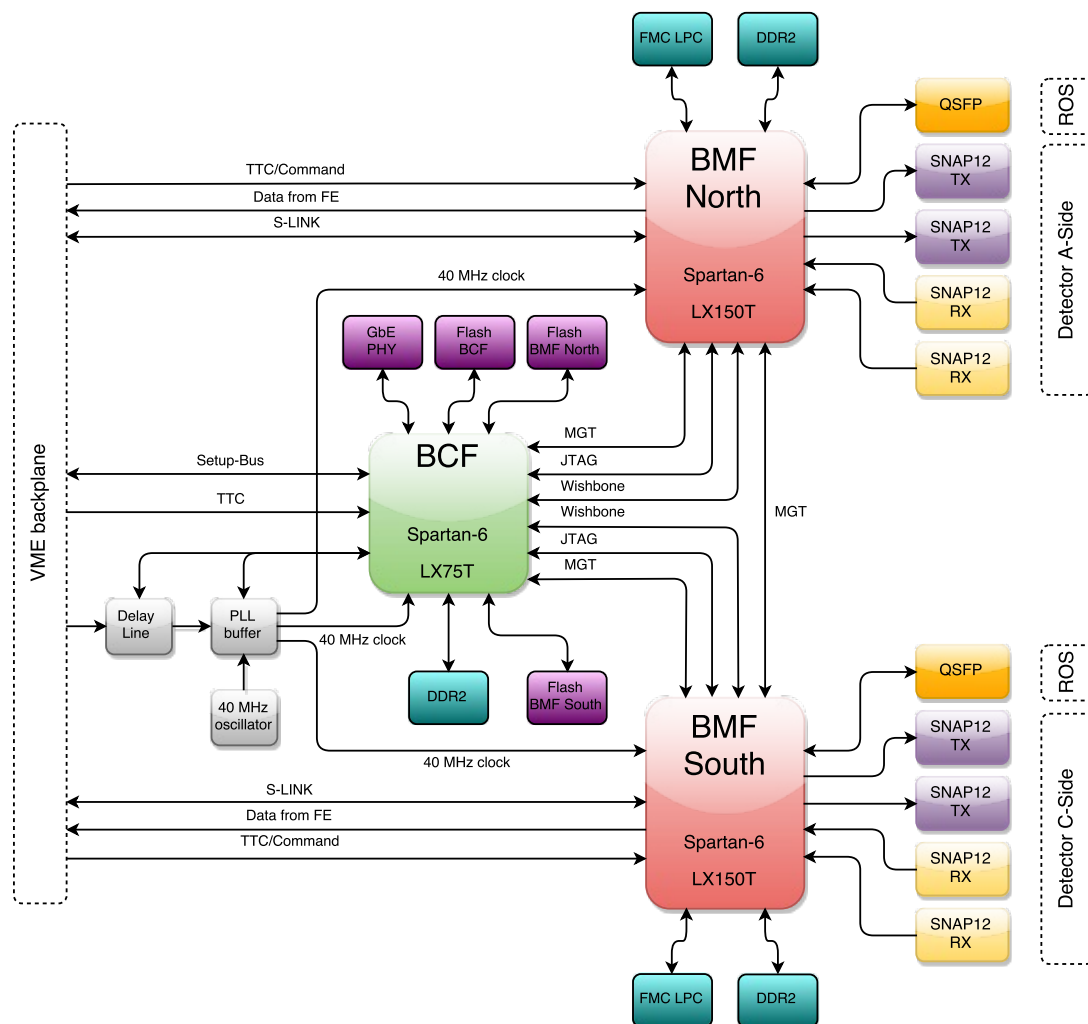 FMC LPC
DDR2
QSFP
ROS
BMF
North
Spartan-6
LX150T
SNAP12
TX
SNAP12
TX
SNAP12
RX
SNAP12
RX
Detector A-Side
TTC/Command
Data from FE
S-LINK
40 MHz clock
VME backplane
GbE
PHY
Flash
BCF
Flash
BMF North
BCF
Spartan-6
LX75T
MGT
JTAG
Wishbone
Wishbone
JTAG
MGT
MGT
Setup-Bus
TTC
Delay
Line
PLL
buffer
40 MHz clock
40 MHz
oscillator
DDR2
Flash
BMF South
40 MHz clock
QSFP
ROS
BMF
South
Spartan-6
LX150T
SNAP12
TX
SNAP12
TX
SNAP12
RX
SNAP12
RX
Detector C-Side
S-LINK
Data from FE
TTC/Command
FMC LPC
DDR2